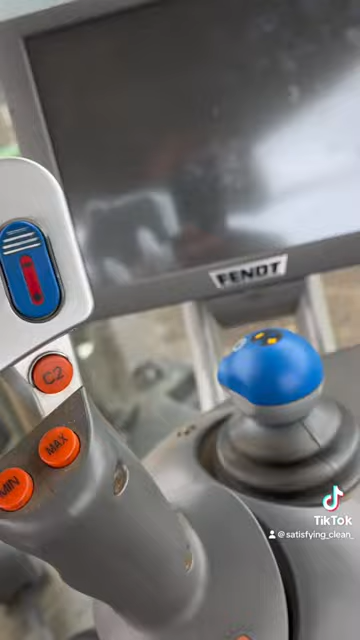 FENDT
C2
MAX
MIN
TikTok
@satisfying_clean_